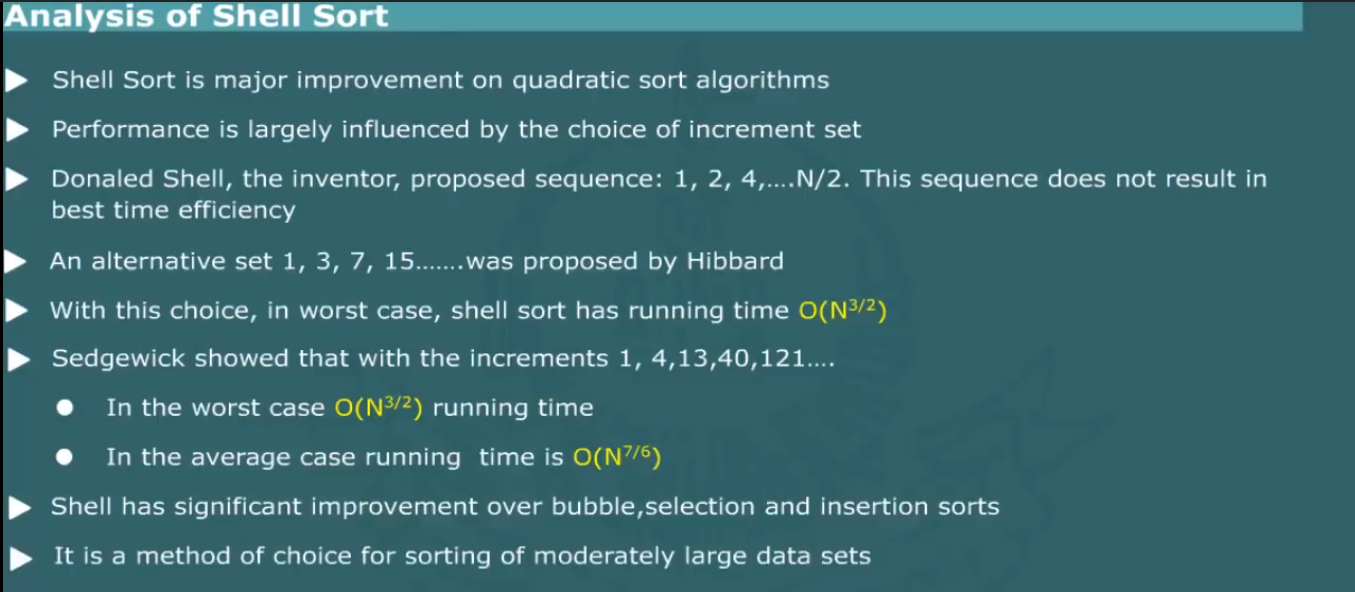 Analysis of Shell Sort
Shell Sort is major improvement on quadratic sort algorithms
Performance is largely influenced by the choice of increment set
Donaled Shell, the inventor, proposed sequence: 1, 2, 4,....N/2. This sequence does not result in
best time efficiency
An alternative set 1, 3, 7, 15.......was proposed by Hibbard
With this choice, in worst case, shell sort has running time O(N^3/2)
Sedgewick showed that with the increments 1, 4,13,40,121....
In the worst case O(N^3/2) running time
In the average case running time is O(N^7/6)
Shell has significant improvement over bubble,selection and insertion sorts
It is a method of choice for sorting of moderately large data sets